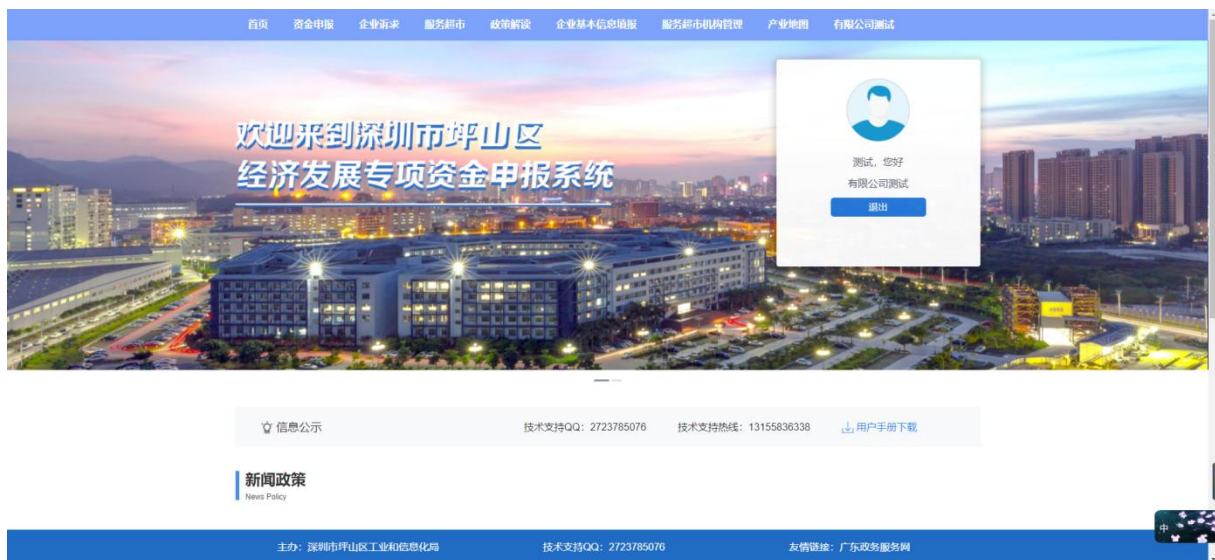 首页 资金申报 企业诉求 服务超市 政策解读 企业基本信息填报 服务超市机构管理 产业地图 有限公司测试
欢迎来到深圳市坪山区
经济发展专项资金申报系统
测试，您好
有限公司测试
退出
信息公示 技术支持QQ：2723785076 技术支持热线：13155836338 用户手册下载
新闻政策
News Policy
中
主办：深圳市坪山区工业和信息化局 技术支持QQ：2723785076 友情链接：广东政务服务网